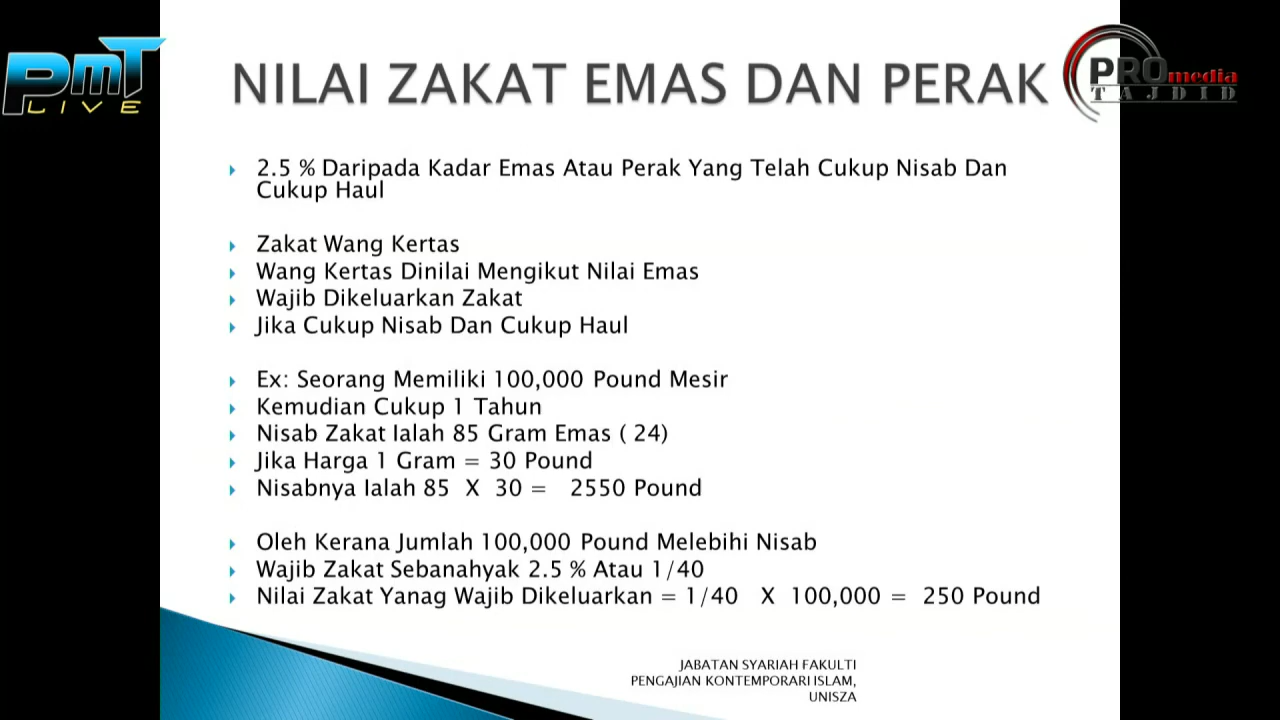 PmT
LIVE
NILAI ZAKAT EMAS DAN PERAK
PROmedia
TAJDID
2.5 % Daripada Kadar Emas Atau Perak Yang Telah Cukup Nisab Dan
Cukup Haul
Zakat Wang Kertas
Wang Kertas Dinilai Mengikut Nilai Emas
Wajib Dikeluarkan Zakat
Jika Cukup Nisab Dan Cukup Haul
Ex: Seorang Memiliki 100,000 Pound Mesir
Kemudian Cukup 1 Tahun
Nisab Zakat Ialah 85 Gram Emas ( 24)
Jika Harga 1 Gram = 30 Pound
Nisabnya Ialah 85 X 30 = 2550 Pound
Oleh Kerana Jumlah 100,000 Pound Melebihi Nisab
Wajib Zakat Sebanahyak 2.5 % Atau 1/40
Nilai Zakat Yanag Wajib Dikeluarkan = 1/40 X 100,000 = 250 Pound
JABATAN SYARIAH FAKULTI
PENGAJIAN KONTEMPORARI ISLAM,
UNISZA